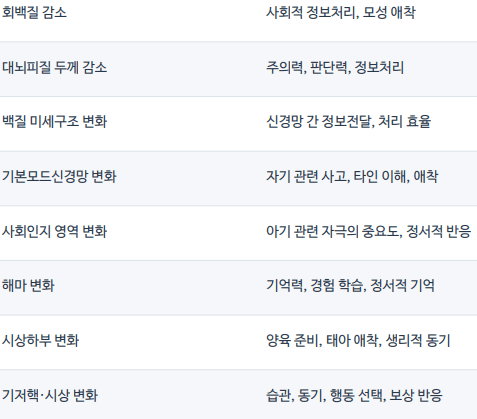 회백질 감소 사회적 정보처리, 모성 애착
대뇌피질 두께 감소 주의력, 판단력, 정보처리
백질 미세구조 변화 신경망 간 정보전달, 처리 효율
기본모드신경망 변화 자기 관련 사고, 타인 이해, 애착
사회인지 영역 변화 아기 관련 자극의 중요도, 정서적 반응
해마 변화 기억력, 경험 학습, 정서적 기억
시상하부 변화 양육 준비, 태아 애착, 생리적 동기
기저핵·시상 변화 습관, 동기, 행동 선택, 보상 반응